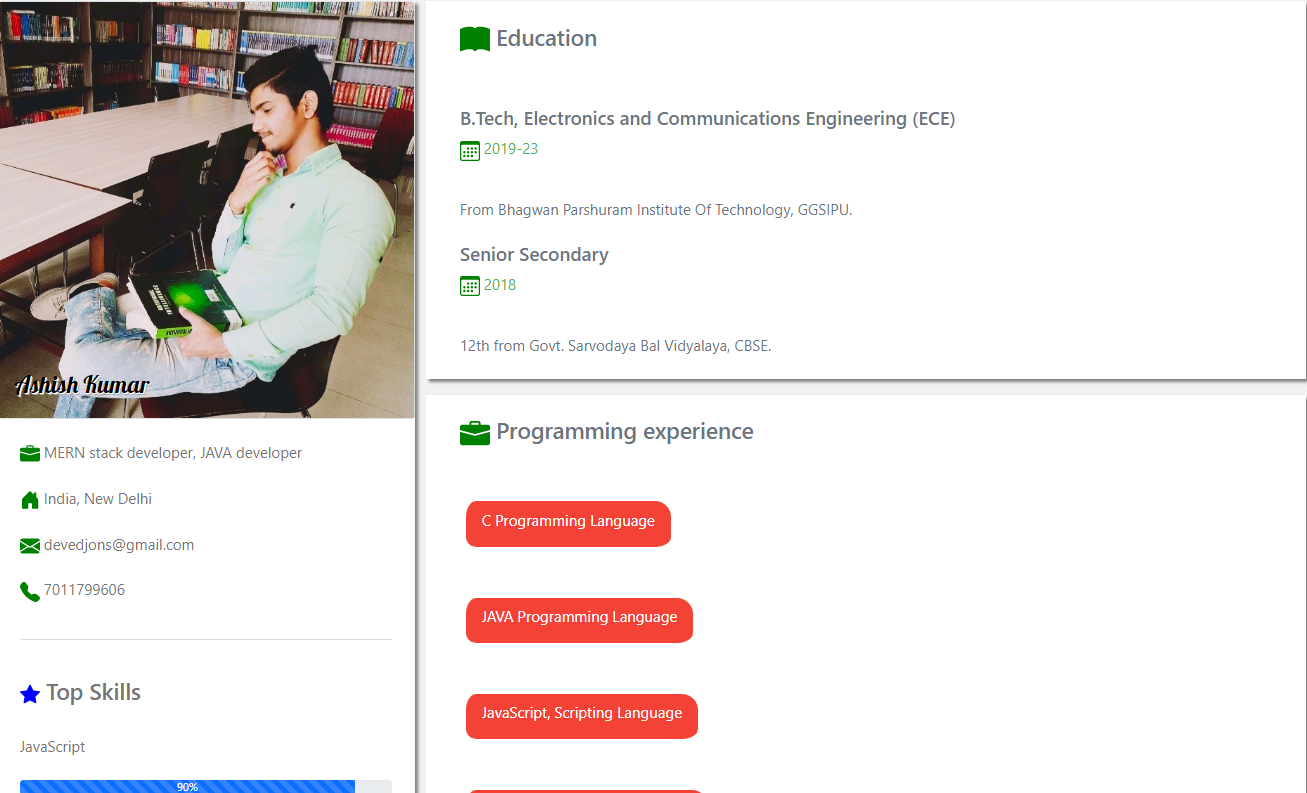 Ashish Kumar
MERN stack developer, JAVA developer
India, New Delhi
devedjons@gmail.com
7011799606
Top Skills
JavaScript
90%
Education
B.Tech, Electronics and Communications Engineering (ECE)
2019-23
From Bhagwan Parshuram Institute Of Technology, GGSIPU.
Senior Secondary
2018
12th from Govt. Sarvodaya Bal Vidyalaya, CBSE.
Programming experience
C Programming Language
JAVA Programming Language
JavaScript, Scripting Language